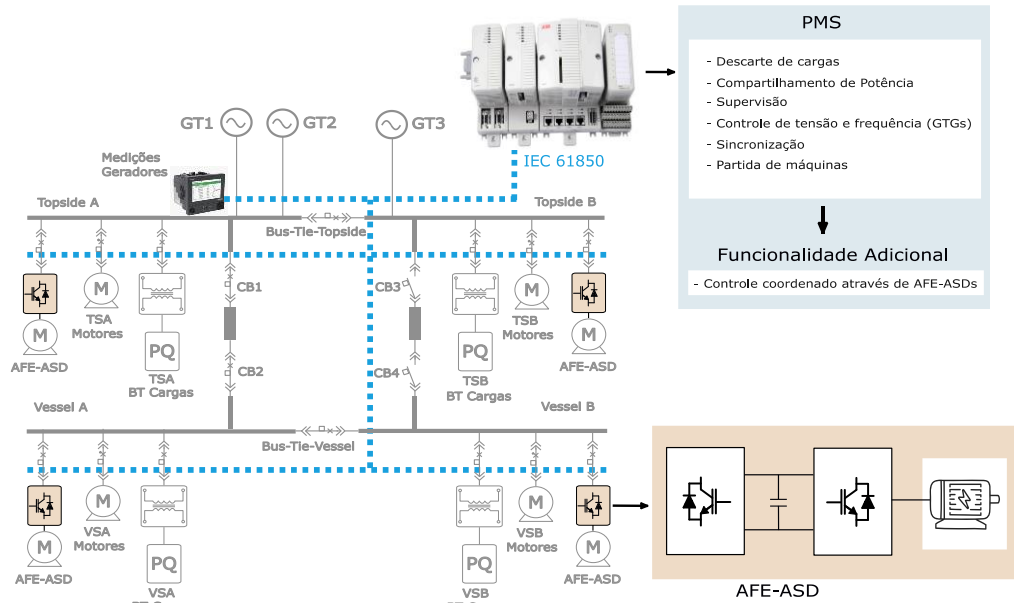 PMS
- Descarte de cargas
- Compartilhamento de Potência
- Supervisão
- Controle de tensão e frequência (GTGs)
- Sincronização
- Partida de máquinas
Funcionalidade Adicional
- Controle coordenado através de AFE-ASDs
IEC 61850
GT1
GT2
GT3
Medições
Geradores
Topside A
Topside B
Bus-Tie-Topside
CB1
CB3
M
TSA
Motores
M
AFE-ASD
PQ
TSA
BT Cargas
CB2
CB4
PQ
TSB
BT Cargas
M
TSB
Motores
M
AFE-ASD
Vessel A
Vessel B
Bus-Tie-Vessel
M
VSA
Motores
M
AFE-ASD
PQ
VSA
PQ
VSB
M
VSB
Motores
M
AFE-ASD
AFE-ASD